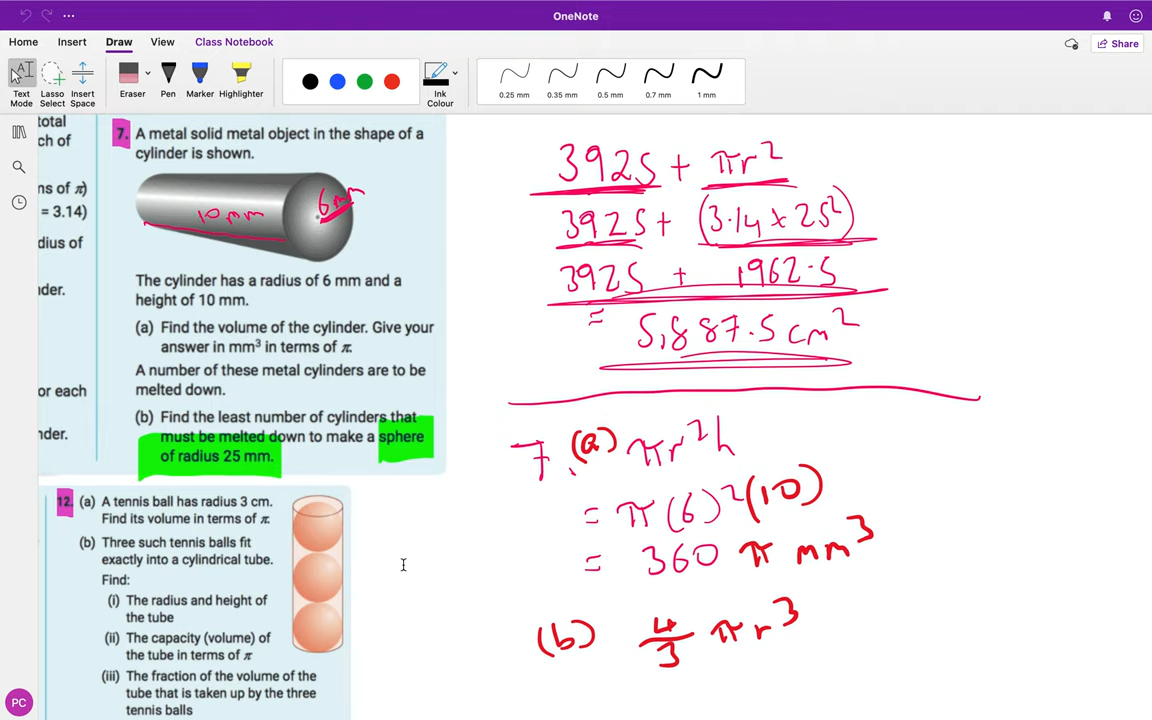 OneNote
Home Insert Draw View Class Notebook
Share
Text Mode
Lasso Select
Insert Space
Eraser
Pen
Marker
Highlighter
Ink Colour
0.25 mm 0.35 mm 0.5 mm 0.7 mm 1 mm
total
ch of
ns of π)
= 3.14)
dius of
der.
or each
nder.
7. A metal solid metal object in the shape of a
cylinder is shown.
10 mm
6mm
The cylinder has a radius of 6 mm and a
height of 10 mm.
(a) Find the volume of the cylinder. Give your
answer in mm³ in terms of π.
A number of these metal cylinders are to be
melted down.
(b) Find the least number of cylinders that
must be melted down to make a sphere
of radius 25 mm.
12. (a) A tennis ball has radius 3 cm.
Find its volume in terms of π.
(b) Three such tennis balls fit
exactly into a cylindrical tube.
Find:
(i) The radius and height of
the tube
(ii) The capacity (volume) of
the tube in terms of π
(iii) The fraction of the volume of the
tube that is taken up by the three
tennis balls
3925 + πr²
3925 + (3.14 x 25²)
3925 + 1962.5
= 5,887.5 cm²
7. (a) πr²h
= π(6)²(10)
= 360 π mm³
(b) 4/3 πr³
PC